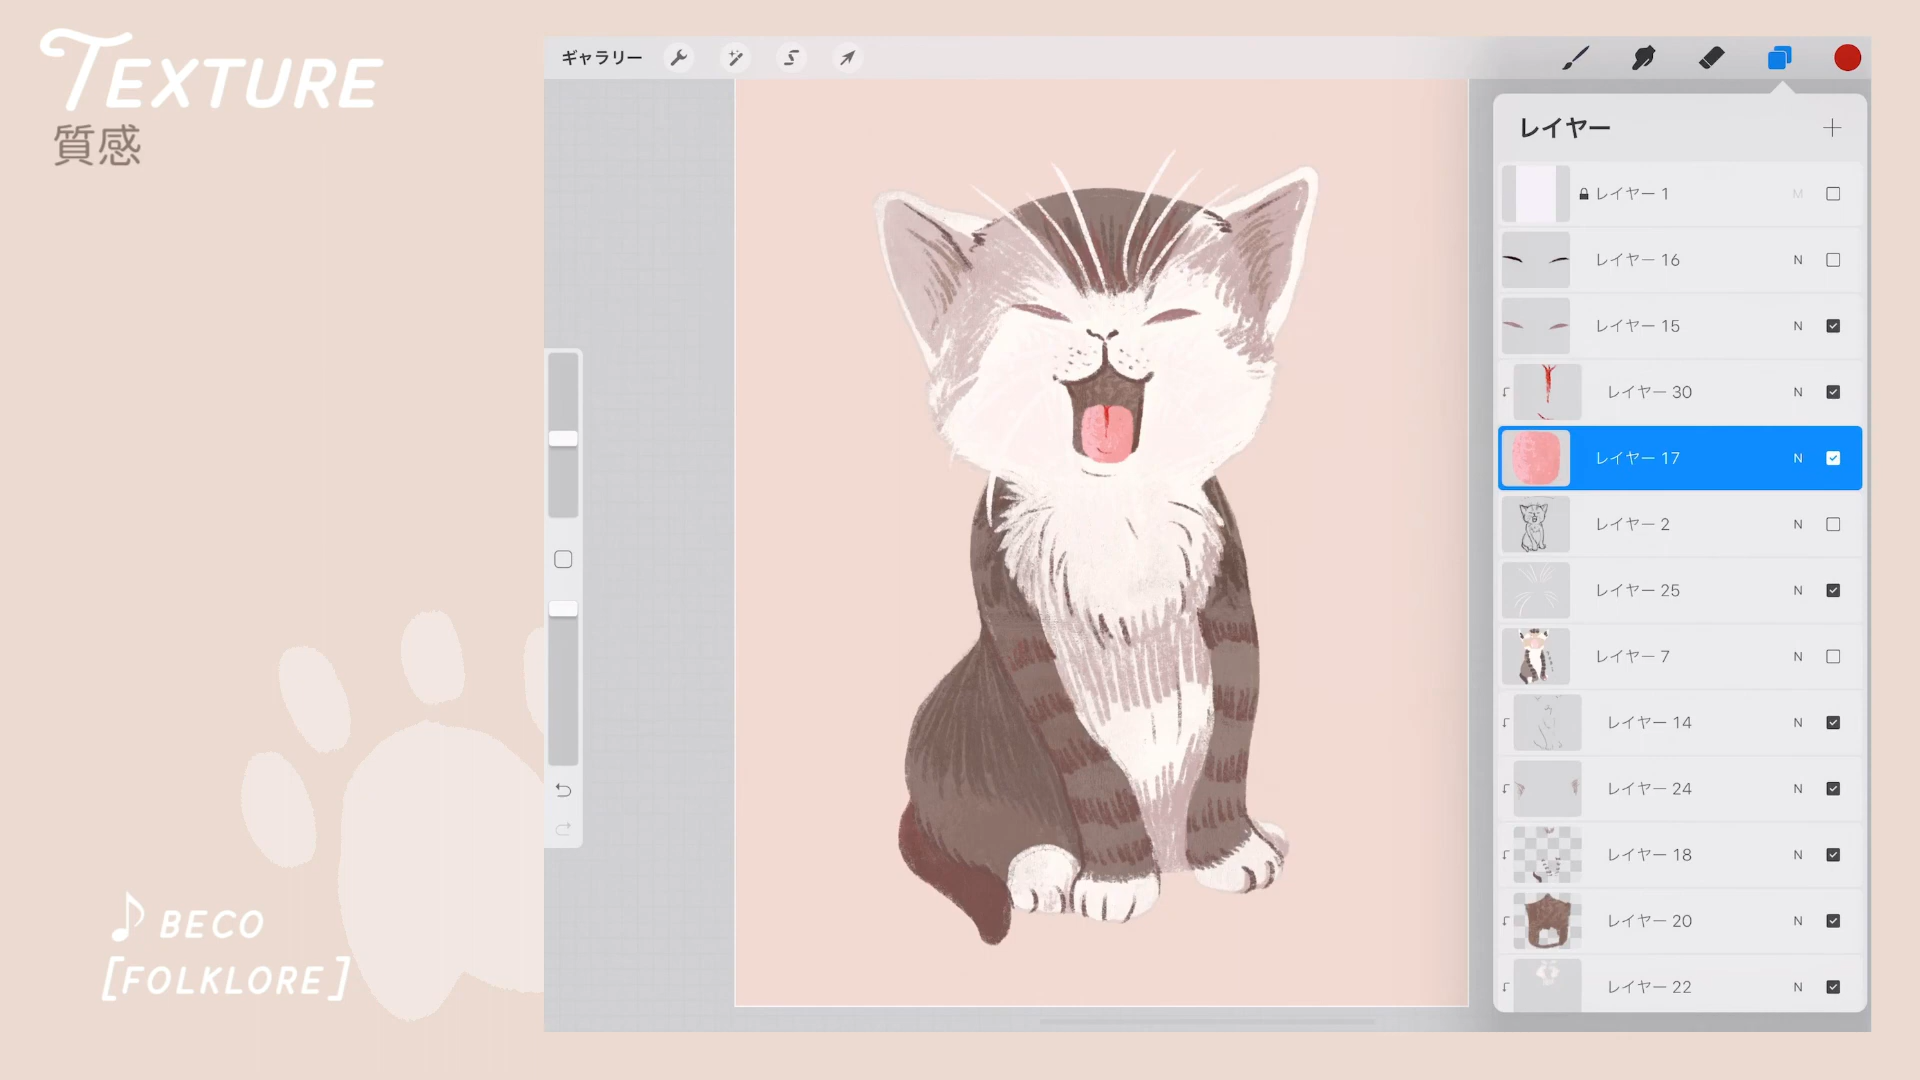 TEXTURE
質感
♪ BECO
[FOLKLORE]
ギャラリー
レイヤー
レイヤー 1 M
レイヤー 16 N
レイヤー 15 N
レイヤー 30 N
レイヤー 17 N
レイヤー 2 N
レイヤー 25 N
レイヤー 7 N
レイヤー 14 N
レイヤー 24 N
レイヤー 18 N
レイヤー 20 N
レイヤー 22 N